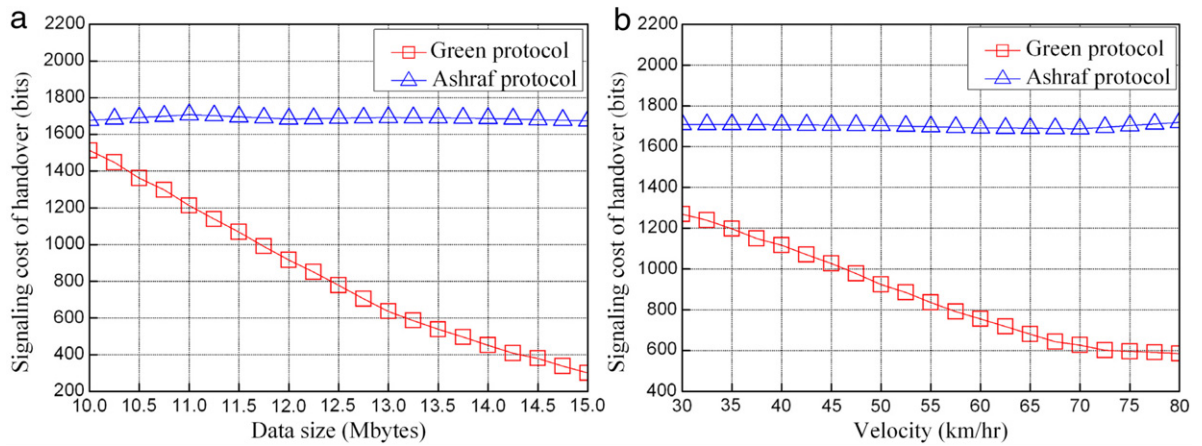 a
2200
2000
1800
1600
1400
1200
1000
800
600
400
200
Signaling cost of handover (bits)
Green protocol
Ashraf protocol
10.0 10.5 11.0 11.5 12.0 12.5 13.0 13.5 14.0 14.5 15.0
Data size (Mbytes)
b
2200
2000
1800
1600
1400
1200
1000
800
600
400
Signaling cost of handover (bits)
Green protocol
Ashraf protocol
30 35 40 45 50 55 60 65 70 75 80
Velocity (km/hr)